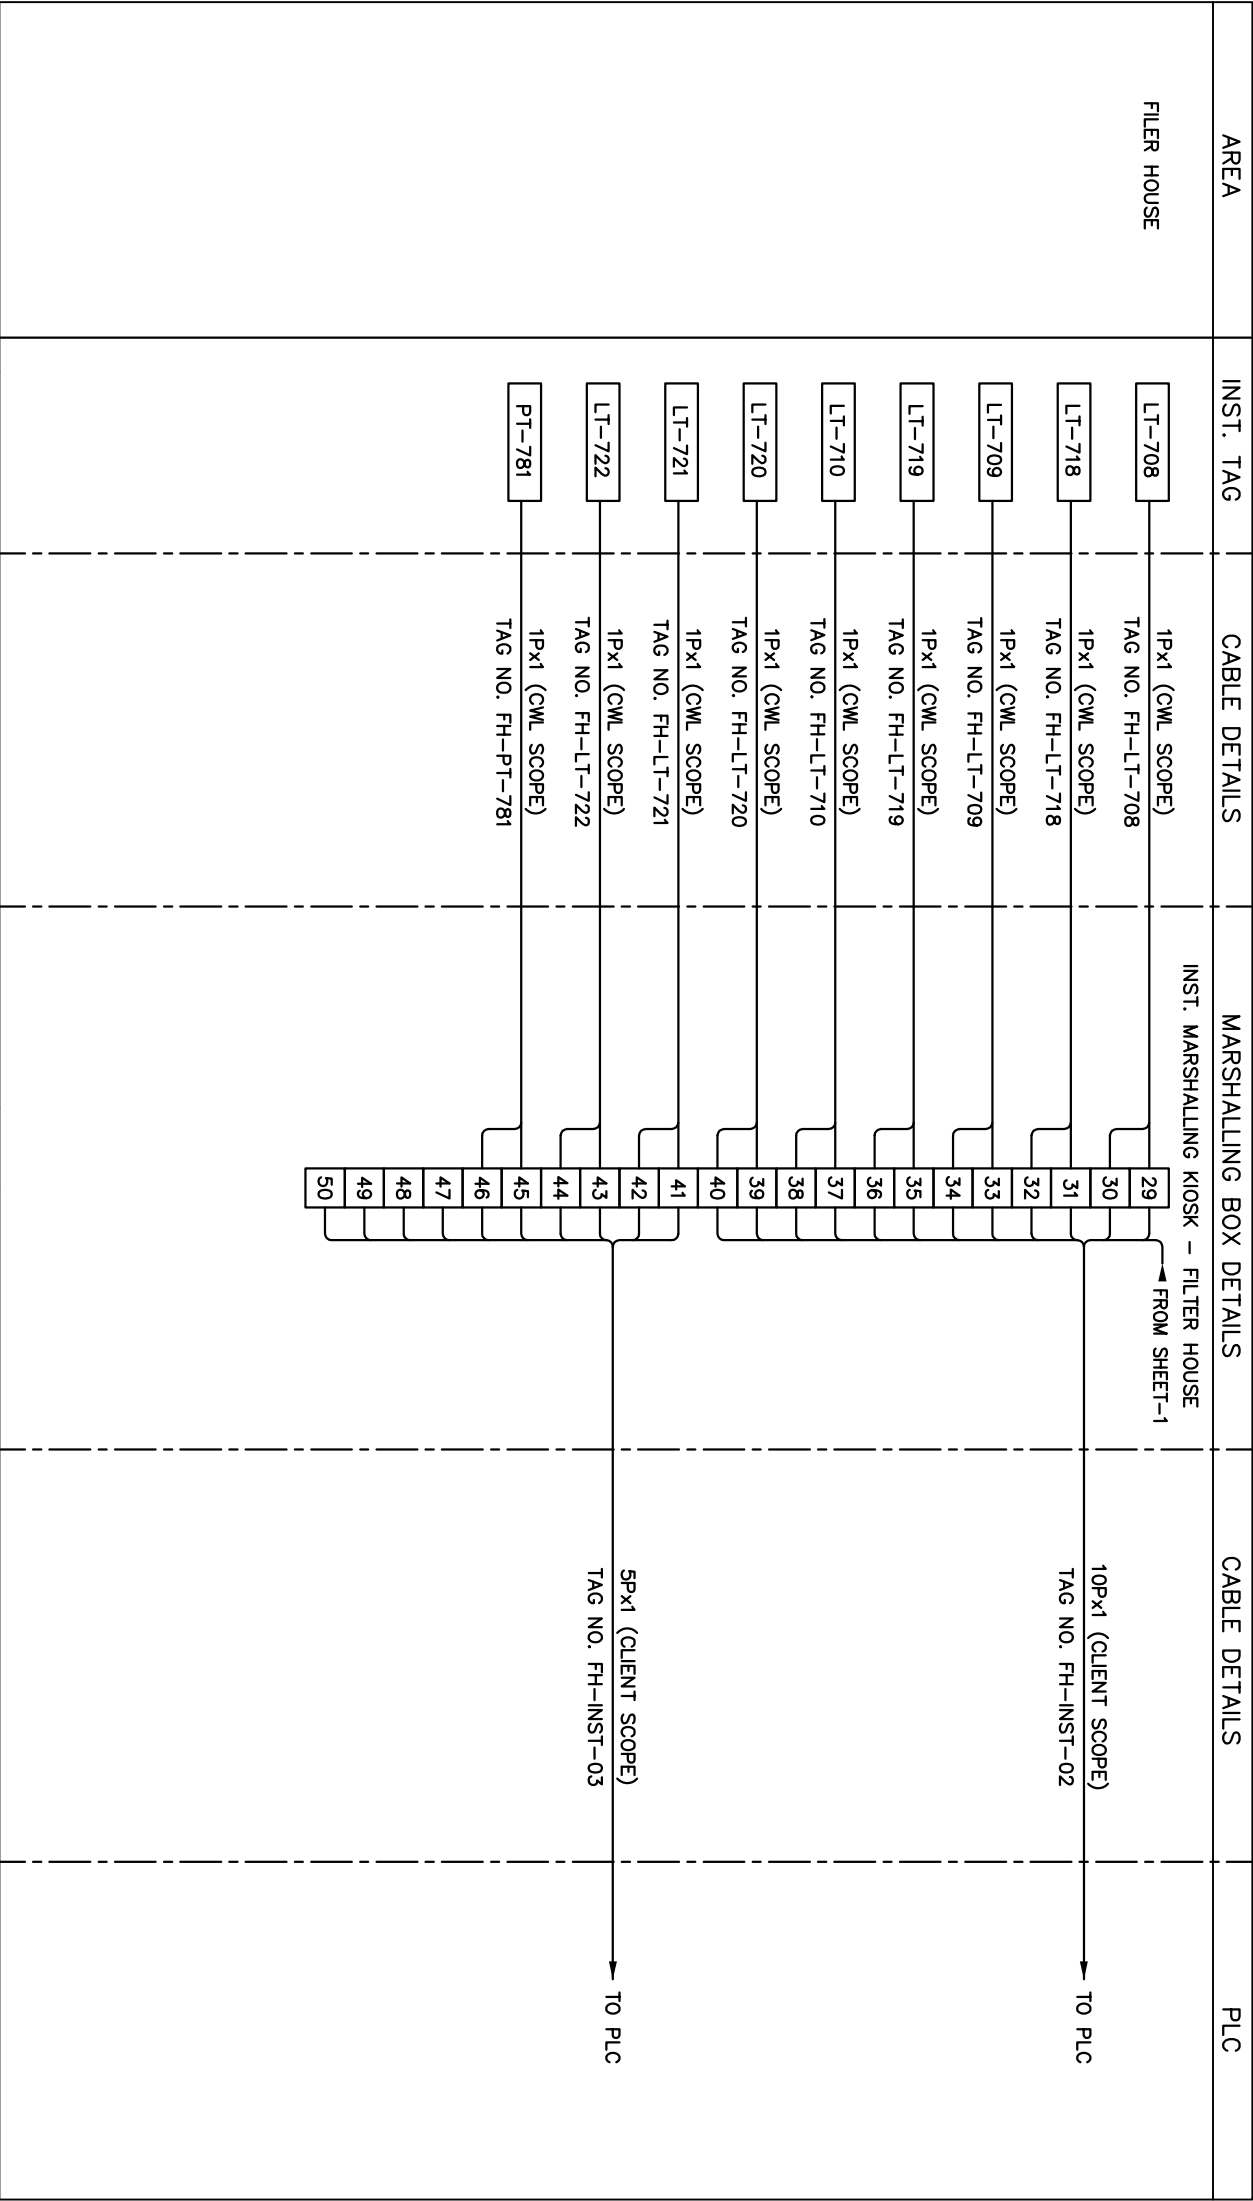 AREA
INST. TAG
CABLE DETAILS
MARSHALLING BOX DETAILS
CABLE DETAILS
PLC
FILER HOUSE
INST. MARSHALLING KIOSK – FILTER HOUSE
FROM SHEET-1
LT-708
1Px1 (CWL SCOPE)
TAG NO. FH-LT-708
29
30
LT-718
1Px1 (CWL SCOPE)
TAG NO. FH-LT-718
31
32
LT-709
1Px1 (CWL SCOPE)
TAG NO. FH-LT-709
33
34
LT-719
1Px1 (CWL SCOPE)
TAG NO. FH-LT-719
35
36
LT-710
1Px1 (CWL SCOPE)
TAG NO. FH-LT-710
37
38
LT-720
1Px1 (CWL SCOPE)
TAG NO. FH-LT-720
39
40
LT-721
1Px1 (CWL SCOPE)
TAG NO. FH-LT-721
41
42
LT-722
1Px1 (CWL SCOPE)
TAG NO. FH-LT-722
43
44
PT-781
1Px1 (CWL SCOPE)
TAG NO. FH-PT-781
45
46
47
48
49
50
10Px1 (CLIENT SCOPE)
TAG NO. FH-INST-02
TO PLC
5Px1 (CLIENT SCOPE)
TAG NO. FH-INST-03
TO PLC